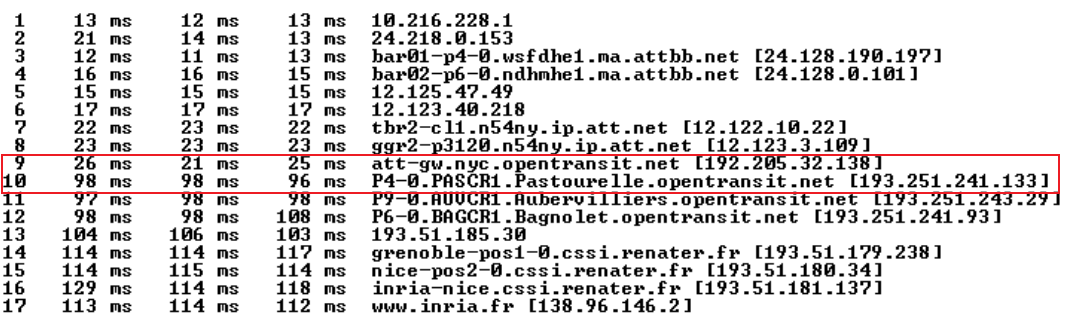 1 13 ms 12 ms 13 ms 10.216.228.1
2 21 ms 14 ms 13 ms 24.218.0.153
3 12 ms 11 ms 13 ms bar01-p4-0.wsfdhe1.ma.attbb.net [24.128.190.197]
4 16 ms 16 ms 15 ms bar02-p6-0.ndhmhe1.ma.attbb.net [24.128.0.101]
5 15 ms 15 ms 15 ms 12.125.47.49
6 17 ms 17 ms 17 ms 12.123.40.218
7 22 ms 23 ms 22 ms tbr2-cl1.n54ny.ip.att.net [12.122.10.22]
8 23 ms 23 ms 23 ms ggr2-p3120.n54ny.ip.att.net [12.123.3.109]
9 26 ms 21 ms 25 ms att-gw.nyc.opentransit.net [192.205.32.138]
10 98 ms 98 ms 96 ms P4-0.PASCR1.Pastourelle.opentransit.net [193.251.241.133]
11 97 ms 98 ms 98 ms P9-0.AUVCR1.Aubervilliers.opentransit.net [193.251.243.29]
12 98 ms 98 ms 108 ms P6-0.BAGCR1.Bagnolet.opentransit.net [193.251.241.93]
13 104 ms 106 ms 103 ms 193.51.185.30
14 114 ms 114 ms 117 ms grenoble-pos1-0.cssi.renater.fr [193.51.179.238]
15 114 ms 115 ms 114 ms nice-pos2-0.cssi.renater.fr [193.51.180.34]
16 129 ms 114 ms 118 ms inria-nice.cssi.renater.fr [193.51.181.137]
17 113 ms 114 ms 112 ms www.inria.fr [138.96.146.2]